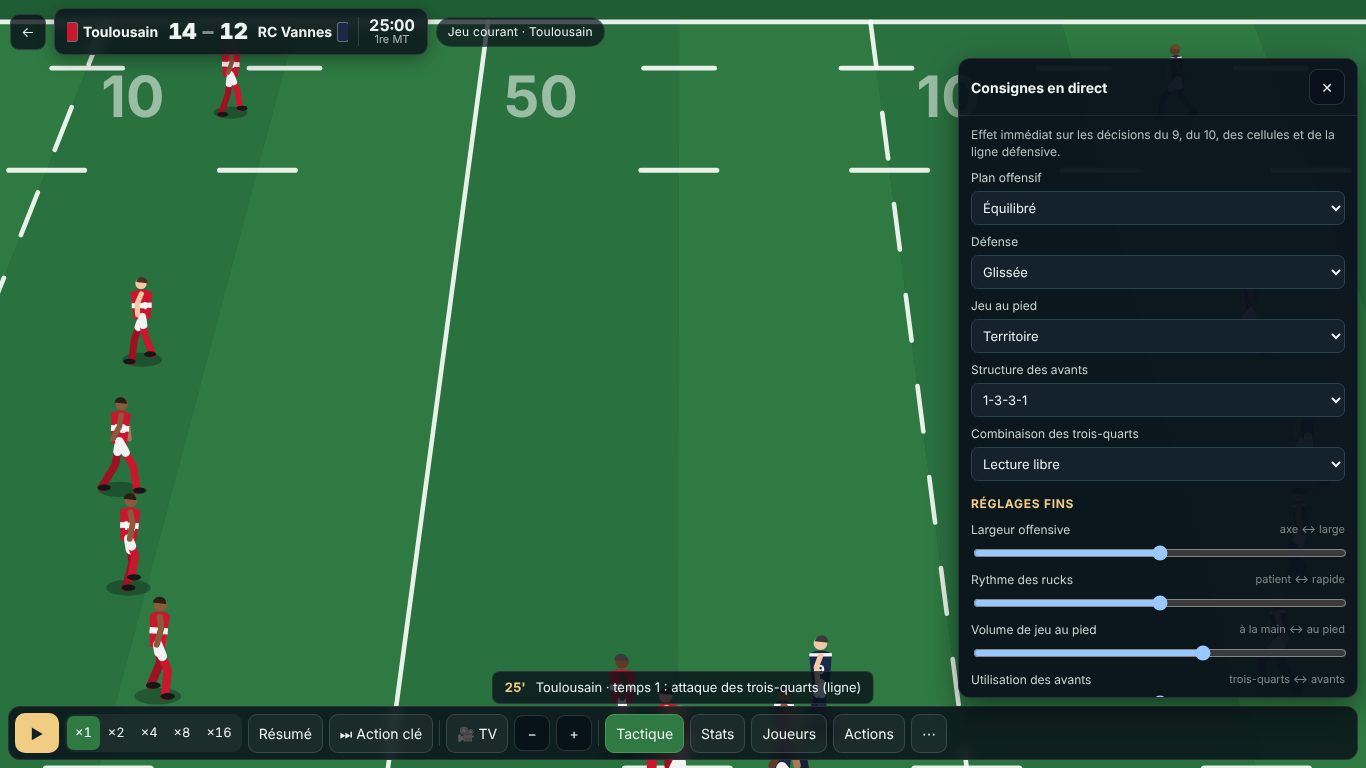 ←
Toulousain 14 – 12 RC Vannes
25:00
1re MT
Jeu courant · Toulousain
10
50
10
Consignes en direct
✕
Effet immédiat sur les décisions du 9, du 10, des cellules et de la
ligne défensive.
Plan offensif
Équilibré
Défense
Glissée
Jeu au pied
Territoire
Structure des avants
1-3-3-1
Combinaison des trois-quarts
Lecture libre
RÉGLAGES FINS
Largeur offensive axe ↔ large
Rythme des rucks patient ↔ rapide
Volume de jeu au pied à la main ↔ au pied
Utilisation des avants trois-quarts ↔ avants
25' Toulousain · temps 1 : attaque des trois-quarts (ligne)
▶ ×1 ×2 ×4 ×8 ×16 Résumé ⏭ Action clé 🎥 TV − + Tactique Stats Joueurs Actions ⋯